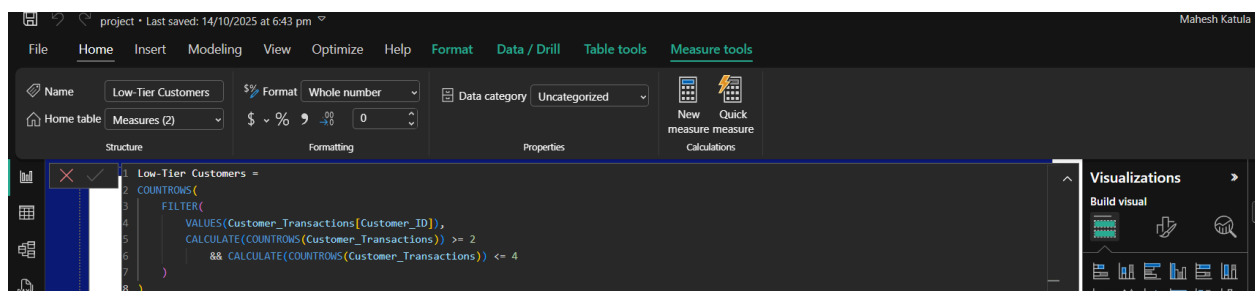 project • Last saved: 14/10/2025 at 6:43 pm
Mahesh Katula
File Home Insert Modeling View Optimize Help Format Data / Drill Table tools Measure tools
Name Low-Tier Customers
$% Format Whole number
Data category Uncategorized
New measure
Quick measure
Home table Measures (2)
$ % 9 .00 0
Structure
Formatting
Properties
Calculations
1 Low-Tier Customers =
2 COUNTROWS(
3 FILTER(
4 VALUES(Customer_Transactions[Customer_ID]),
5 CALCULATE(COUNTROWS(Customer_Transactions)) >= 2
6 && CALCULATE(COUNTROWS(Customer_Transactions)) <= 4
7 )
8 )
Visualizations
Build visual